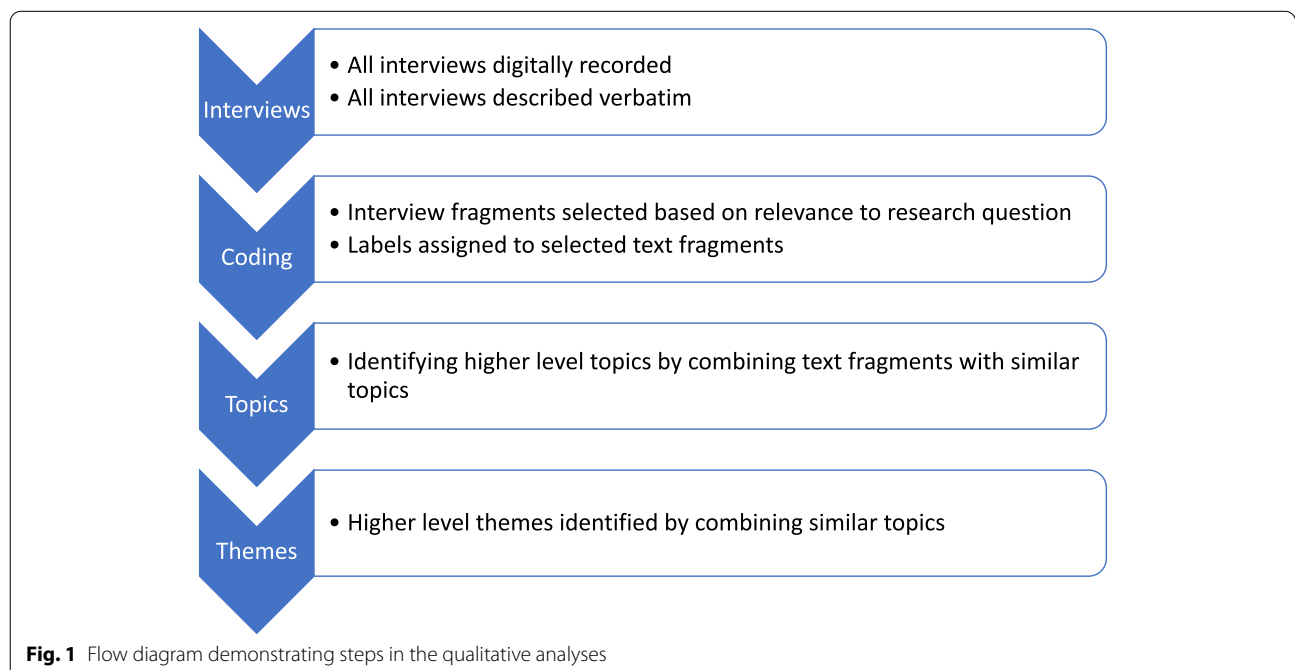 Interviews
• All interviews digitally recorded
• All interviews described verbatim
Coding
• Interview fragments selected based on relevance to research question
• Labels assigned to selected text fragments
Topics
• Identifying higher level topics by combining text fragments with similar
topics
Themes
• Higher level themes identified by combining similar topics
Fig. 1 Flow diagram demonstrating steps in the qualitative analyses